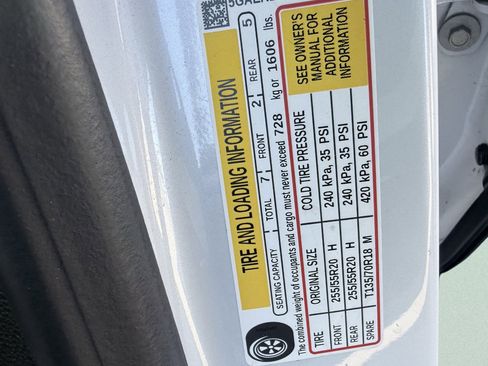 TIRE AND LOADING INFORMATION
SEATING CAPACITY TOTAL 7 FRONT 2 REAR 5
The combined weight of occupants and cargo must never exceed 728 kg or 1606 lbs.
TIRE ORIGINAL SIZE COLD TIRE PRESSURE
FRONT 255/55R20 H 240 kPa, 35 PSI
REAR 255/55R20 H 240 kPa, 35 PSI
SPARE T135/70R18 M 420 kPa, 60 PSI
SEE OWNER'S
MANUAL FOR
ADDITIONAL
INFORMATION